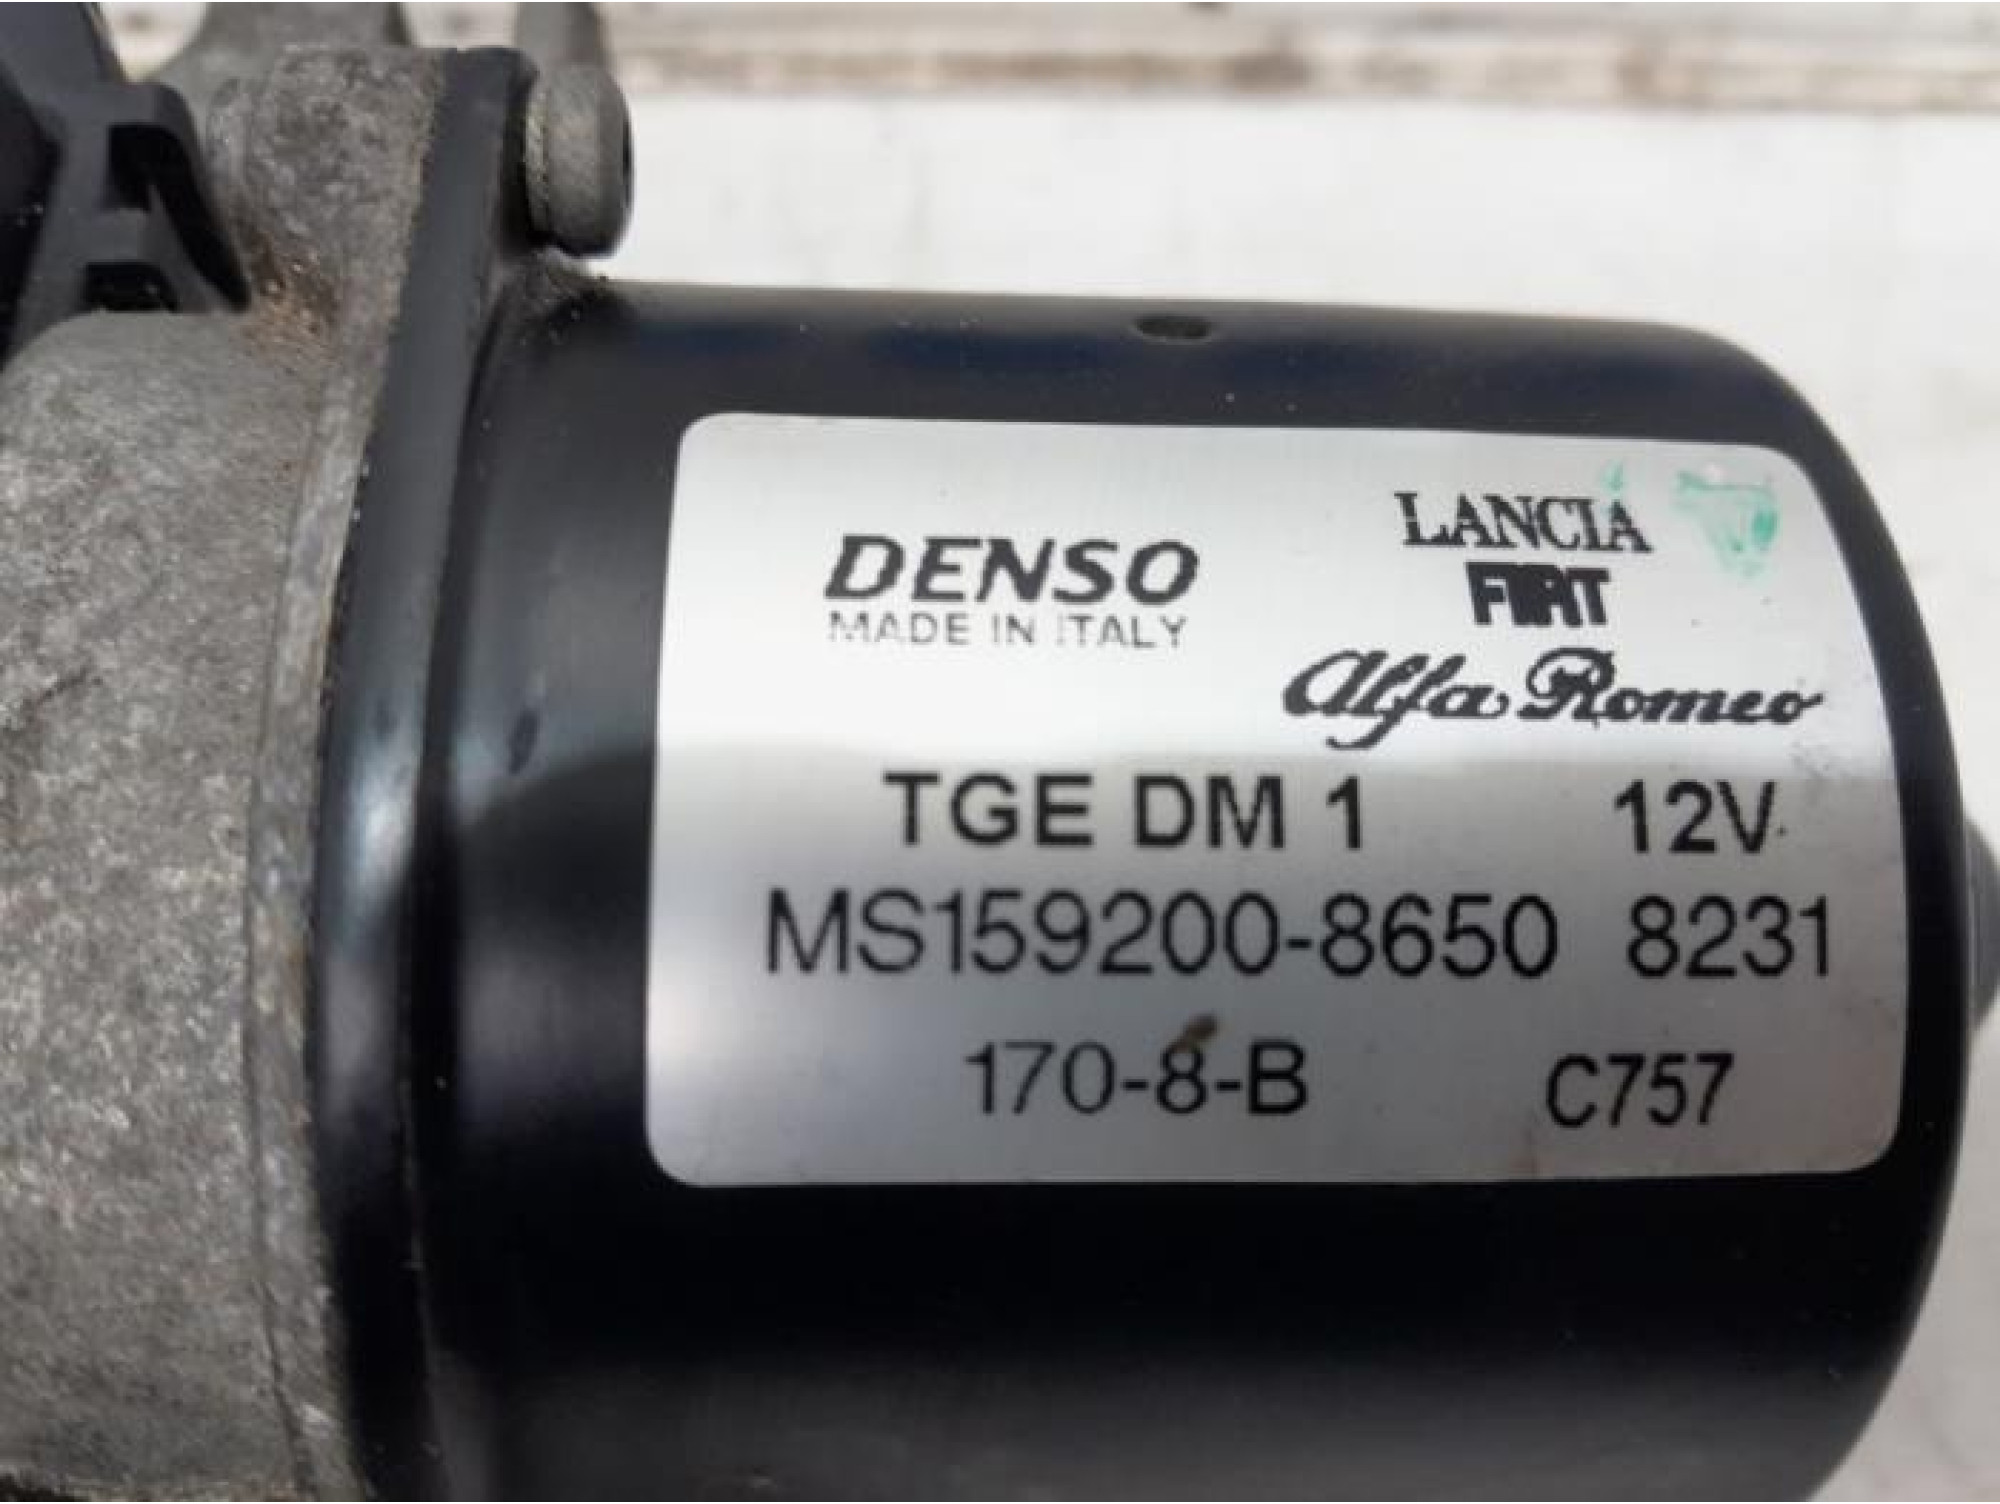 DENSO
MADE IN ITALY
LANCIA
FIAT
Alfa Romeo
TGE DM 1 12V
MS159200-8650 8231
170-8-B C757